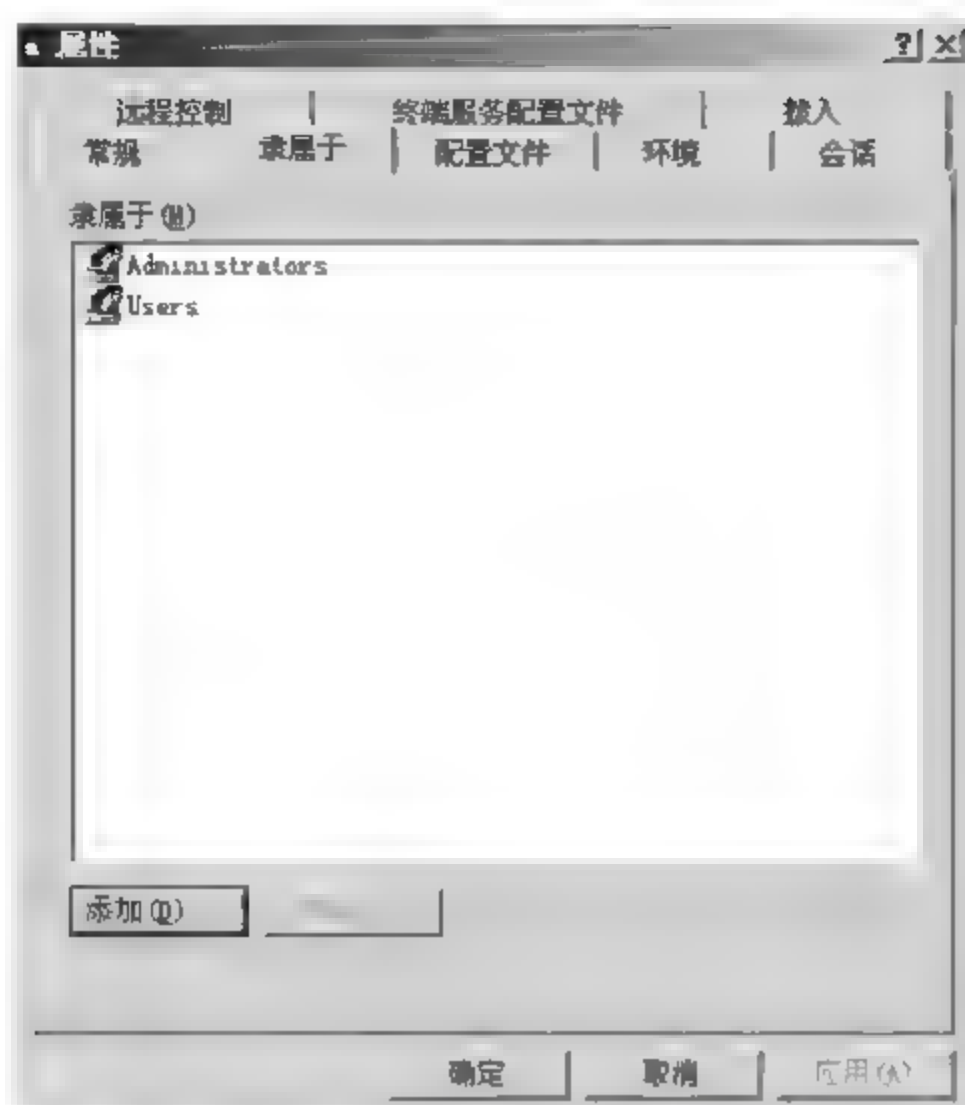 a 属性
远程控制 终端服务配置文件 拨入
常规 隶属于 配置文件 环境 会话
隶属于(M)
Administrators
Users
添加(D)
确定 取消 应用(A)